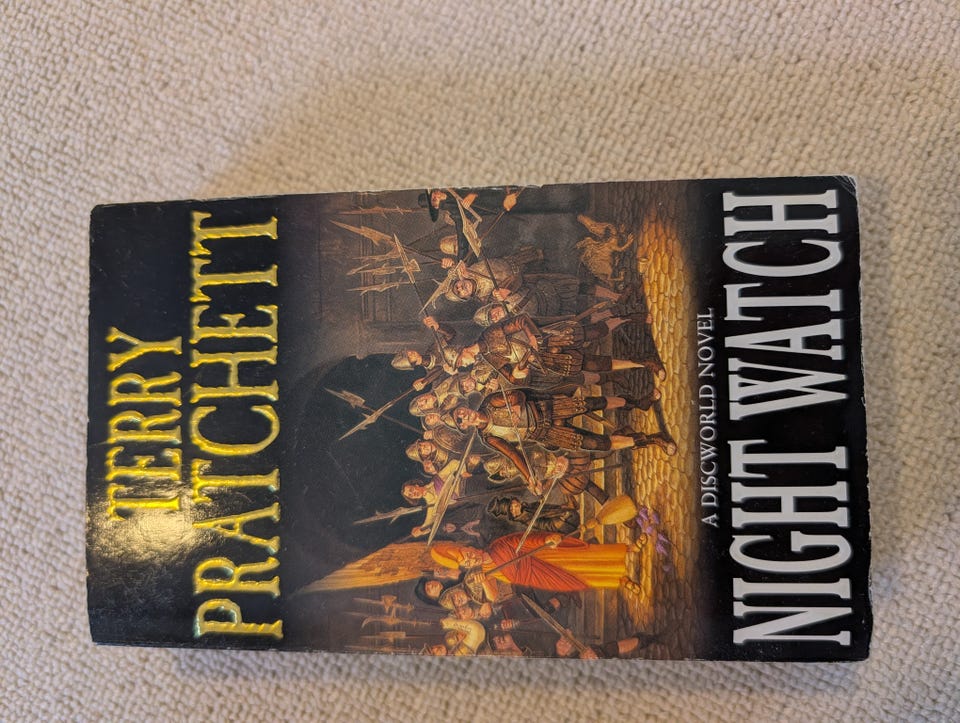 TERRY
PRATCHETT
A DISCWORLD NOVEL
NIGHT WATCH